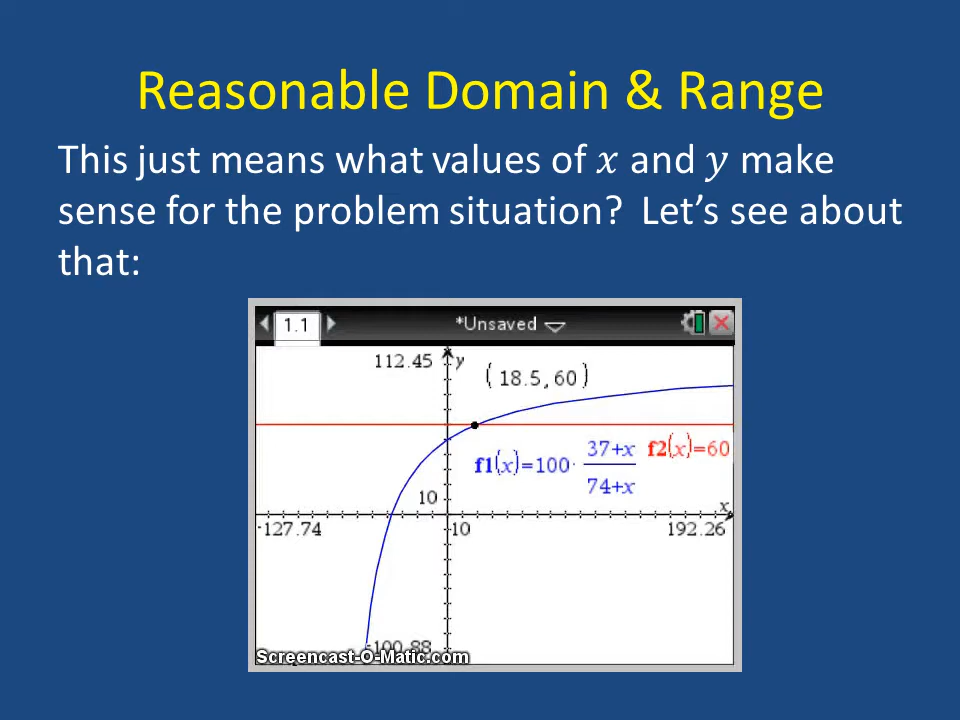 Reasonable Domain & Range
This just means what values of x and y make
sense for the problem situation?  Let’s see about
that:
1.1
*Unsaved
112.45
y
(18.5,60)
f1(x)=100· 37+x/74+x
f2(x)=60
10
x
-127.74
10
192.26
-100.88
Screencast-O-Matic.com